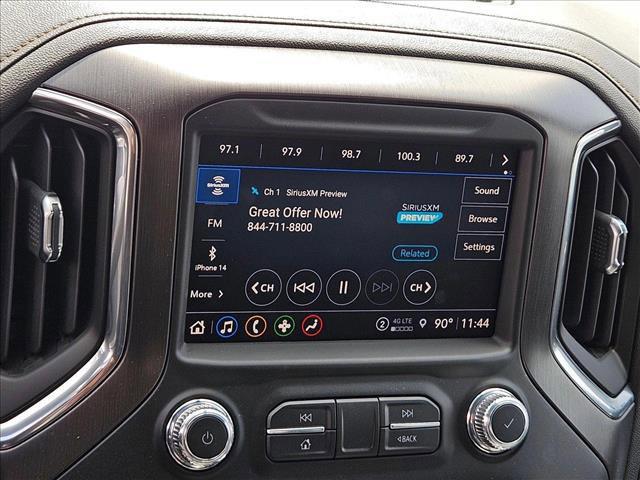 97.1 97.9 98.7 100.3 89.7
SiriusXM
Ch 1 SiriusXM Preview
Great Offer Now!
844-711-8800
SIRIUSXM
PREVIEW
Related
Sound
Browse
Settings
FM
iPhone 14
More
CH
CH
2 4G LTE 90° 11:44
BACK